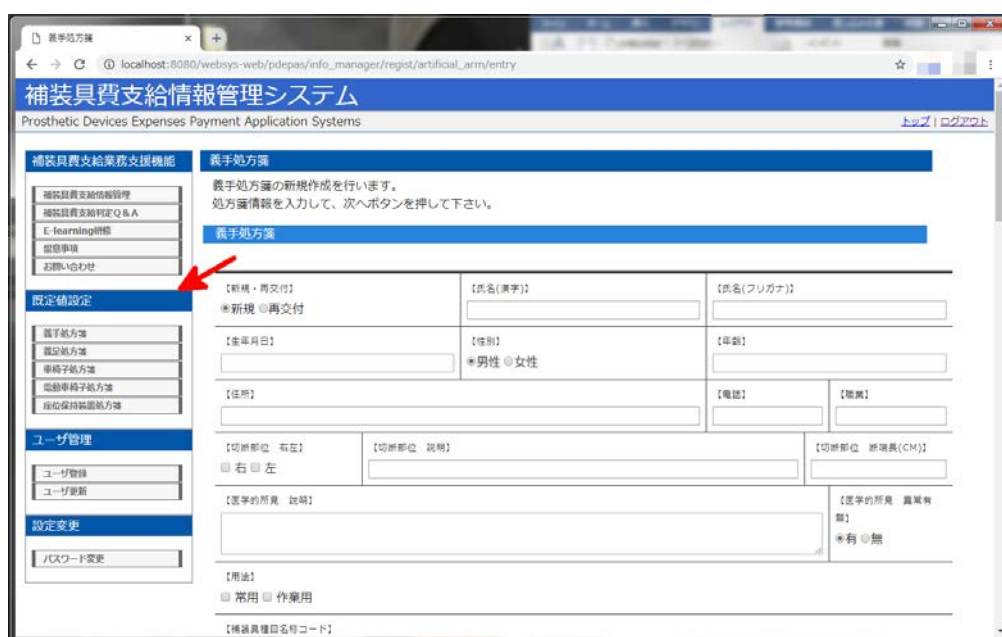 義手処方箋
localhost:8080/websys-web/pdepas/info_manager/regist/artificial_arm/entry
補装具費支給情報管理システム
Prosthetic Devices Expenses Payment Application Systems
トップ | ログアウト
補装具費支給業務支援機能
補装具費支給情報管理
補装具費支給判定Q&A
E-learning研修
留意事項
お問い合わせ
既定値設定
義手処方箋
義足処方箋
車椅子処方箋
電動車椅子処方箋
座位保持装置処方箋
ユーザ管理
ユーザ登録
ユーザ更新
設定変更
パスワード変更
義手処方箋
義手処方箋の新規作成を行います。
処方箋情報を入力して、次へボタンを押して下さい。
義手処方箋
【新規・再交付】
新規 再交付
【氏名(漢字)】
【氏名(フリガナ)】
【生年月日】
【性別】
男性 女性
【年齢】
【住所】
【電話】
【職業】
【切断部位 右左】
右 左
【切断部位 説明】
【切断部位 断端長(CM)】
【医学的所見 説明】
【医学的所見 異常有
無】
有 無
【用途】
常用 作業用
【補装具種目名称コード】